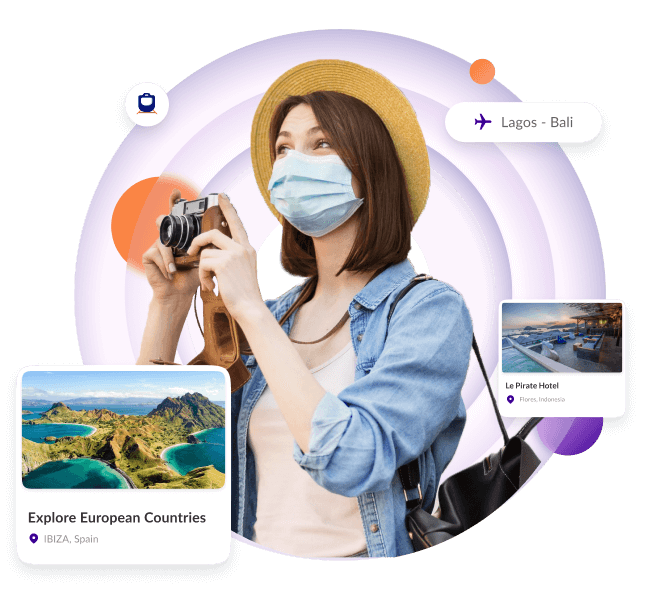 Lagos - Bali
Le Pirate Hotel
Flores, Indonesia
Explore European Countries
IBIZA, Spain